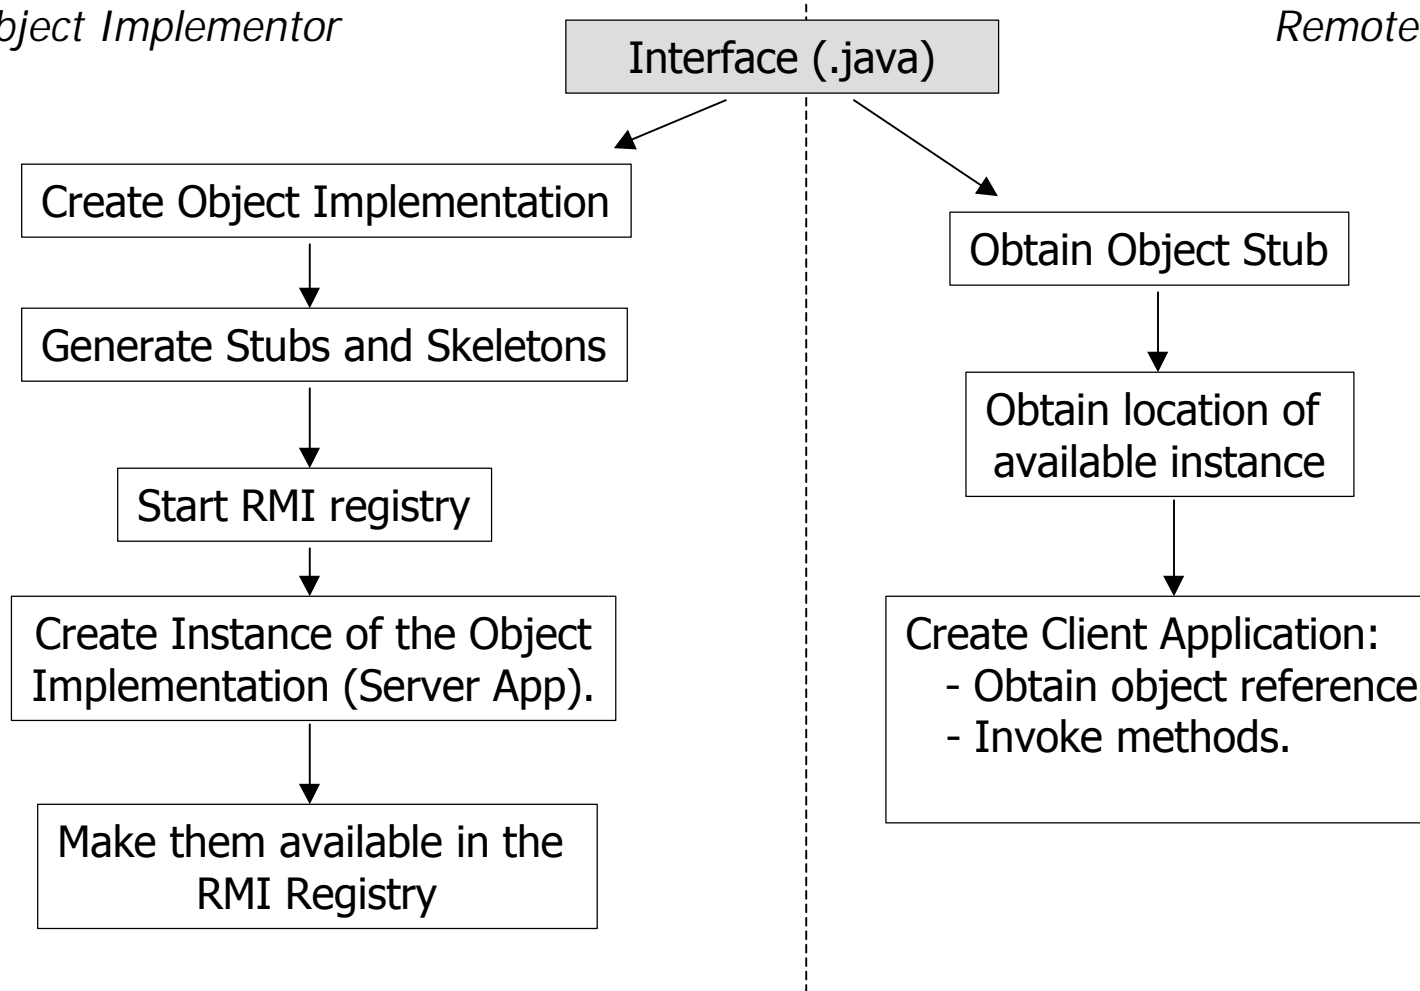 bject Implementor
Remote
Interface (.java)
Create Object Implementation
Generate Stubs and Skeletons
Start RMI registry
Create Instance of the Object
Implementation (Server App).
Make them available in the
RMI Registry
Obtain Object Stub
Obtain location of
available instance
Create Client Application:
- Obtain object reference
- Invoke methods.